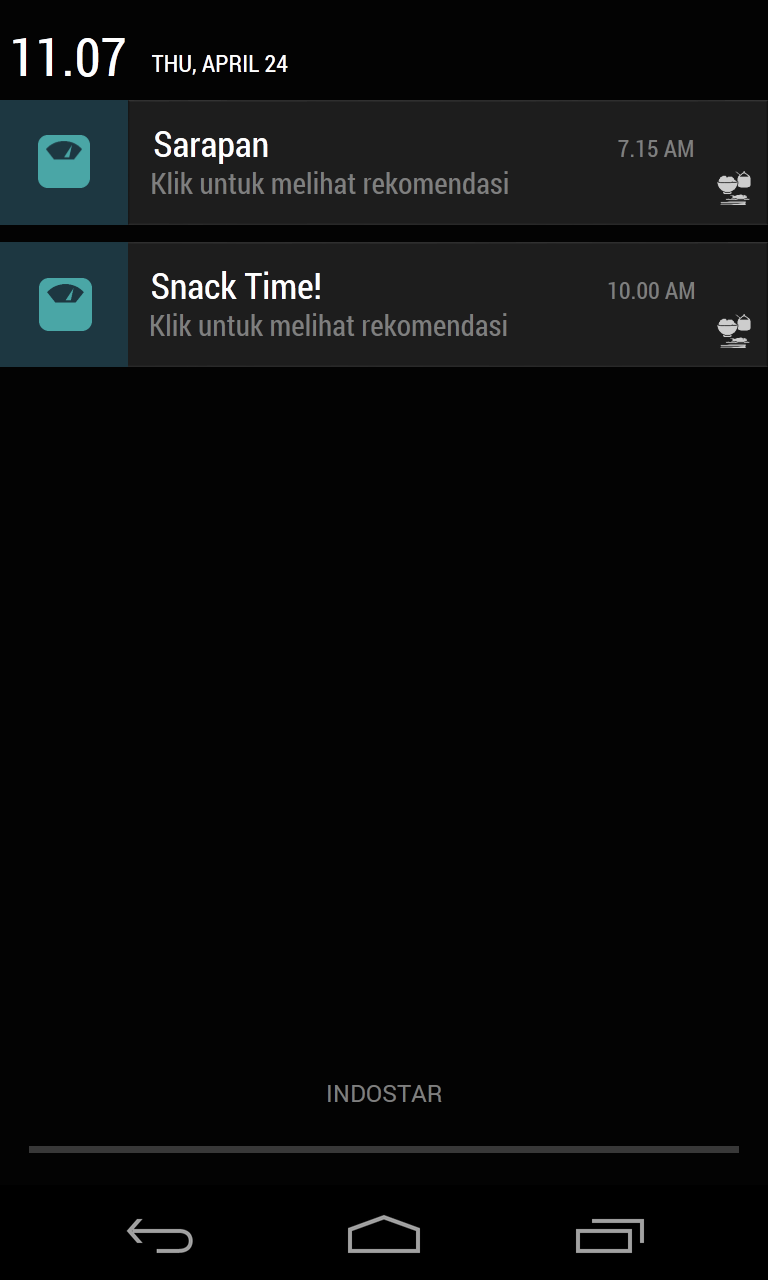 11.07 THU, APRIL 24
Sarapan 7.15 AM
Klik untuk melihat rekomendasi
Snack Time! 10.00 AM
Klik untuk melihat rekomendasi
INDOSTAR